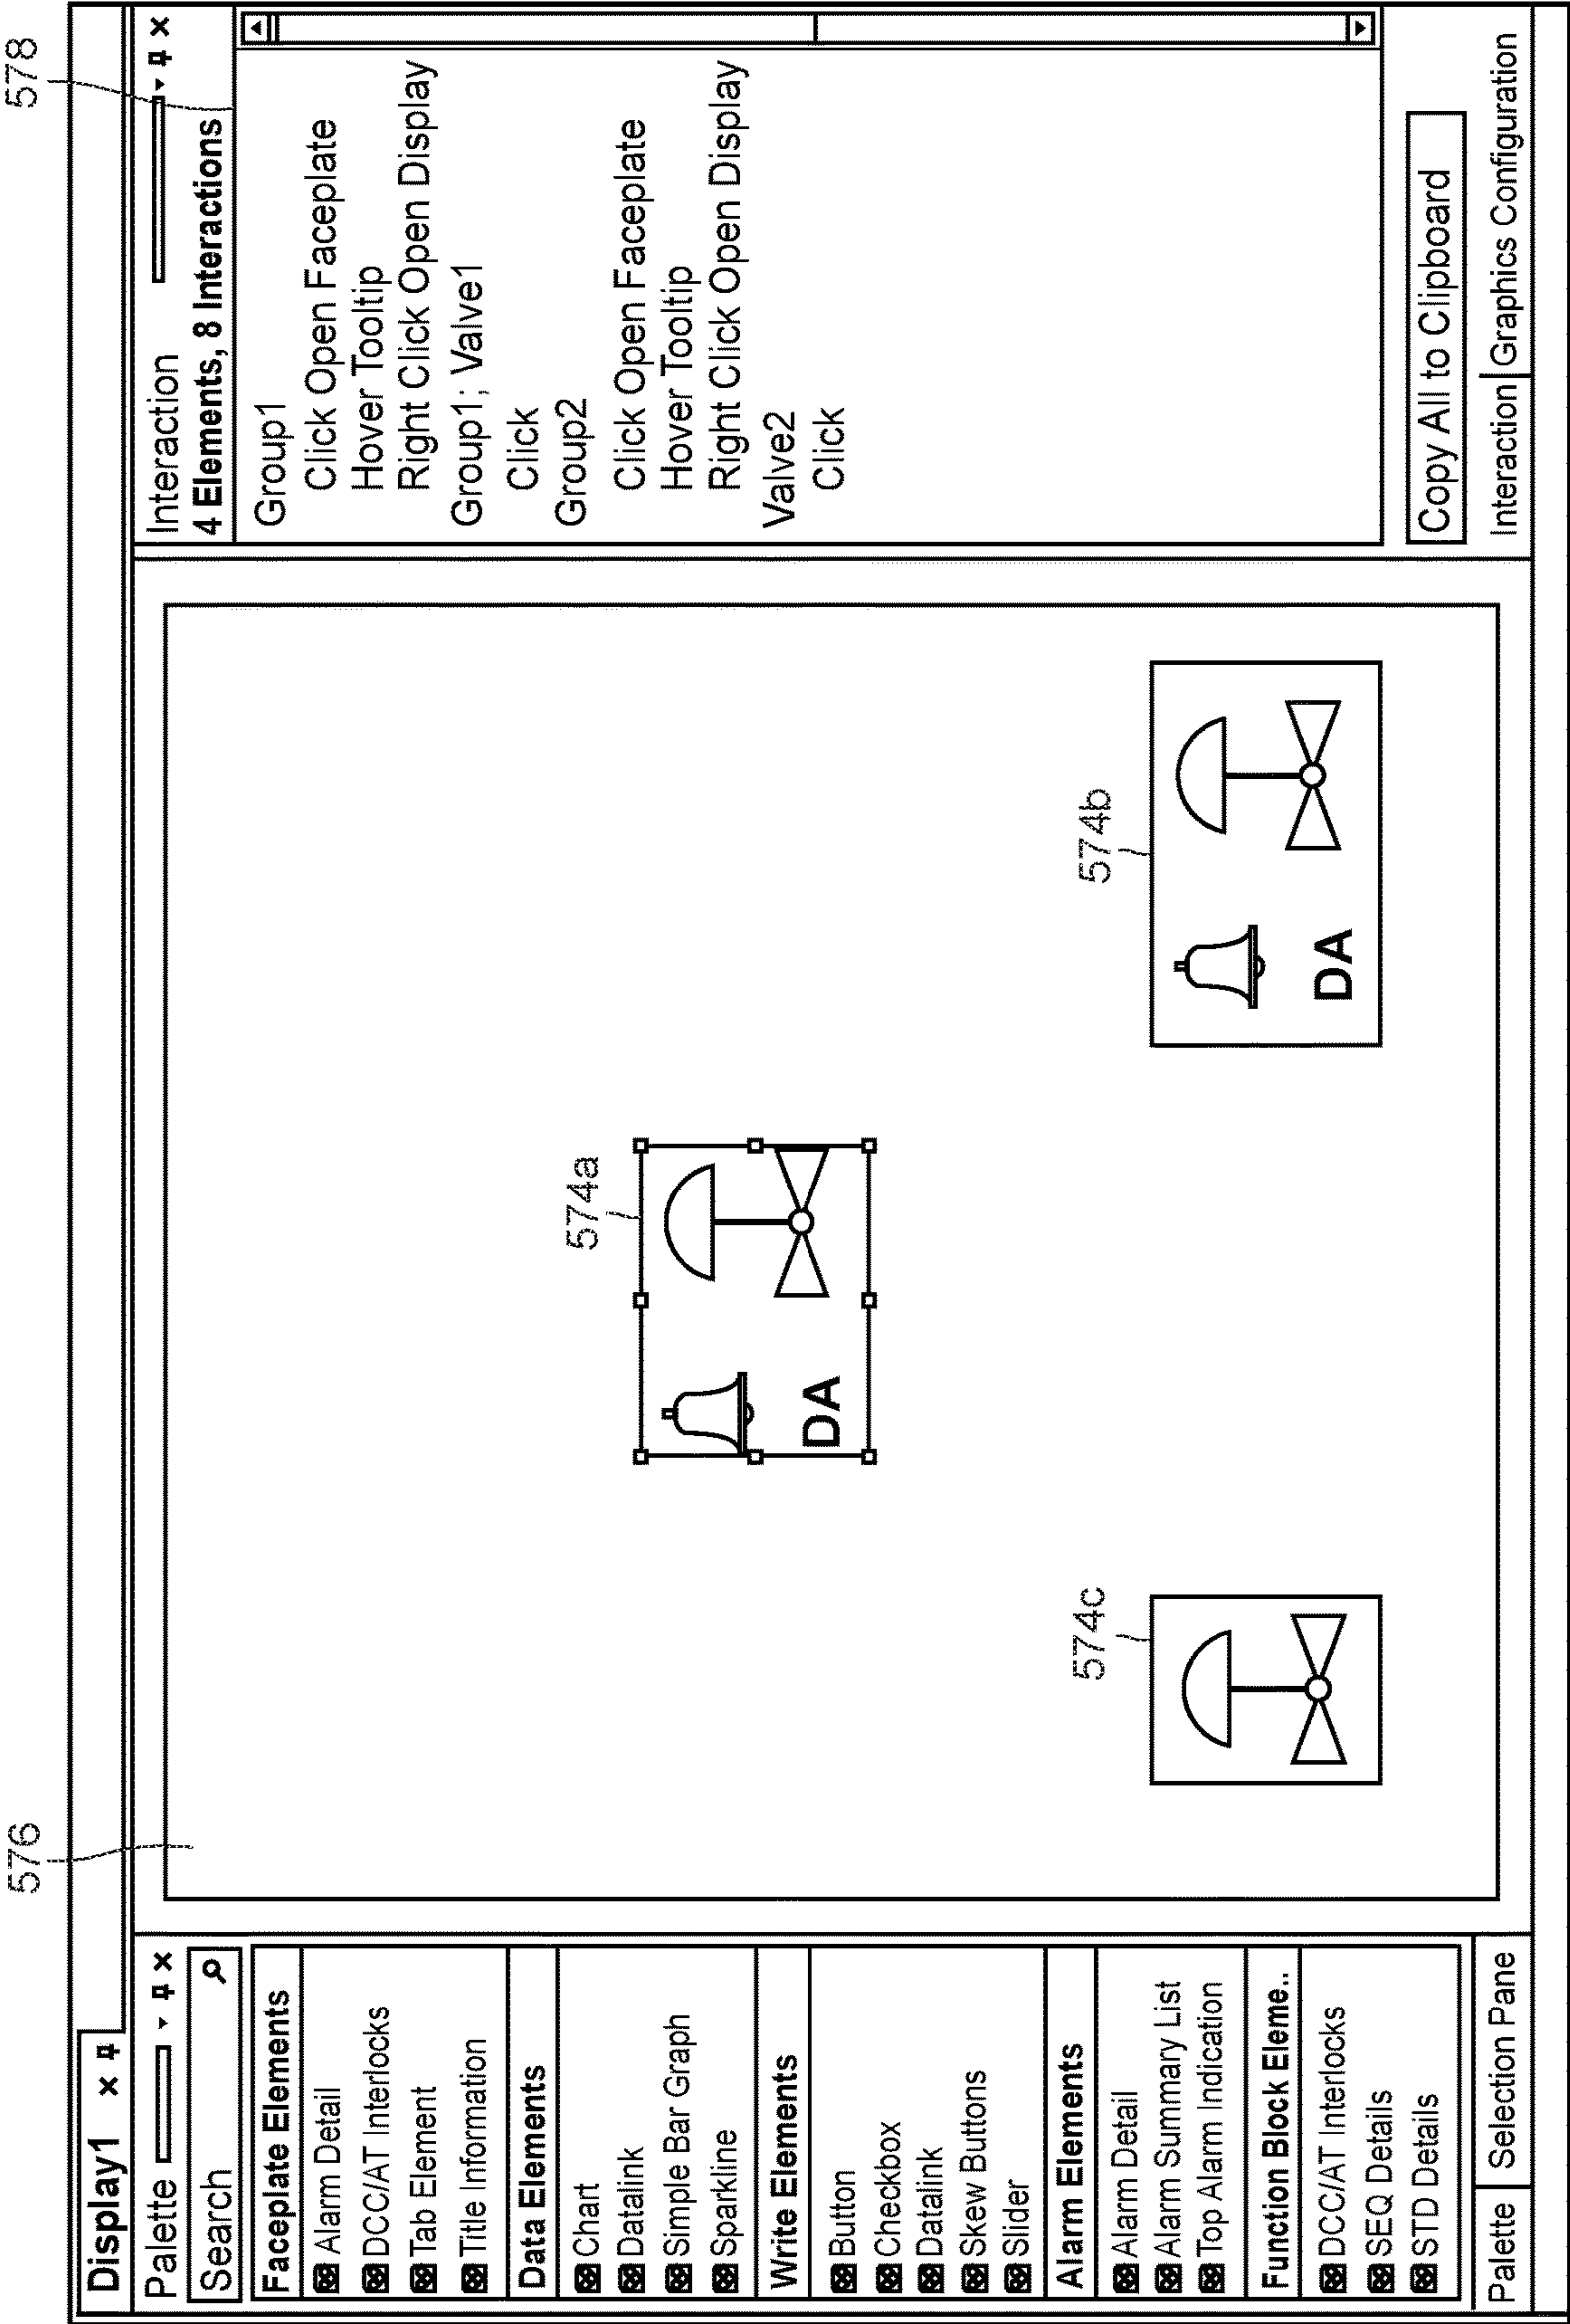 576
578
Display1 ×
Palette ×
Search
Faceplate Elements
Alarm Detail
DCC/AT Interlocks
Tab Element
Title Information
Data Elements
Chart
Datalink
Simple Bar Graph
Sparkline
Write Elements
Button
Checkbox
Datalink
Skew Buttons
Slider
Alarm Elements
Alarm Detail
Alarm Summary List
Top Alarm Indication
Function Block Eleme..
DCC/AT Interlocks
SEQ Details
STD Details
Palette
Selection Pane
574a
DA
574c
574b
DA
Interaction ×
4 Elements, 8 Interactions
Group1
Click Open Faceplate
Hover Tooltip
Right Click Open Display
Group1; Valve1
Click
Group2
Click Open Faceplate
Hover Tooltip
Right Click Open Display
Valve2
Click
Copy All to Clipboard
Interaction
Graphics Configuration